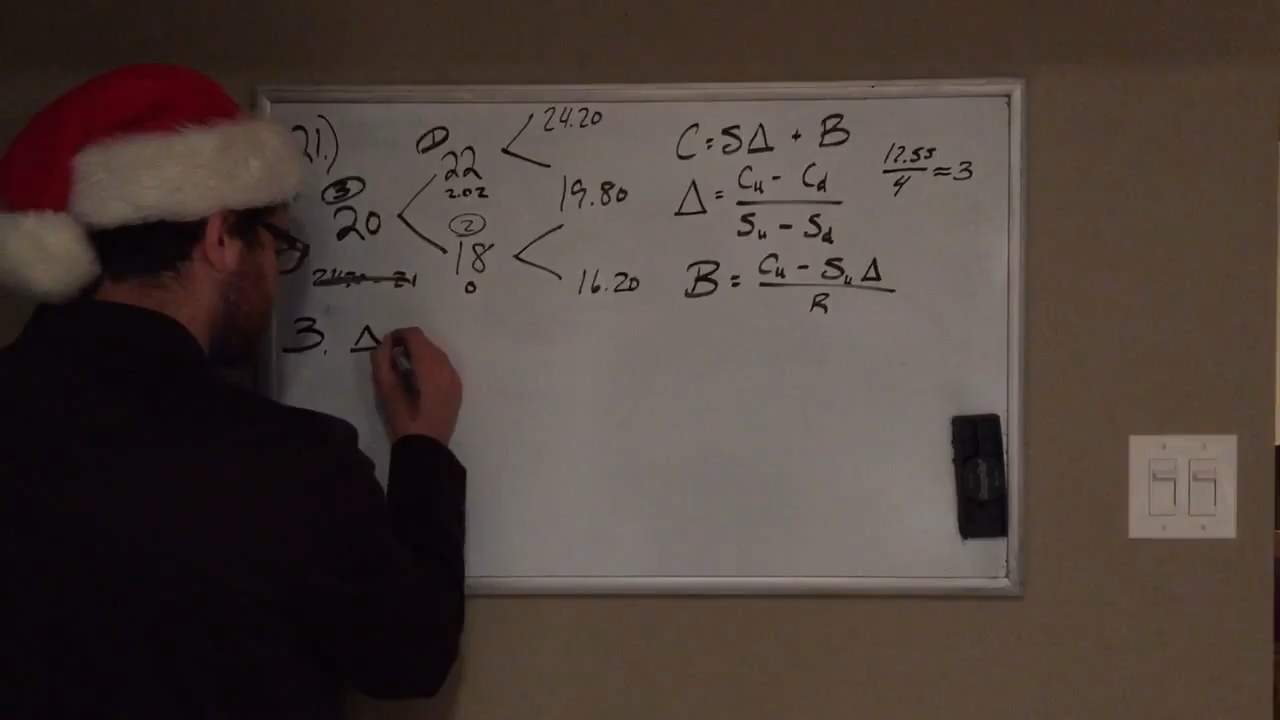 21.)
① 24.20
22
③ 2.02 19.80
20 ②
18
0 16.20
3. Δ
C = SΔ + B
Δ = Cu - Cd / Su - Sd
B = Cu - SuΔ / R
12.55 / 4 ≈ 3